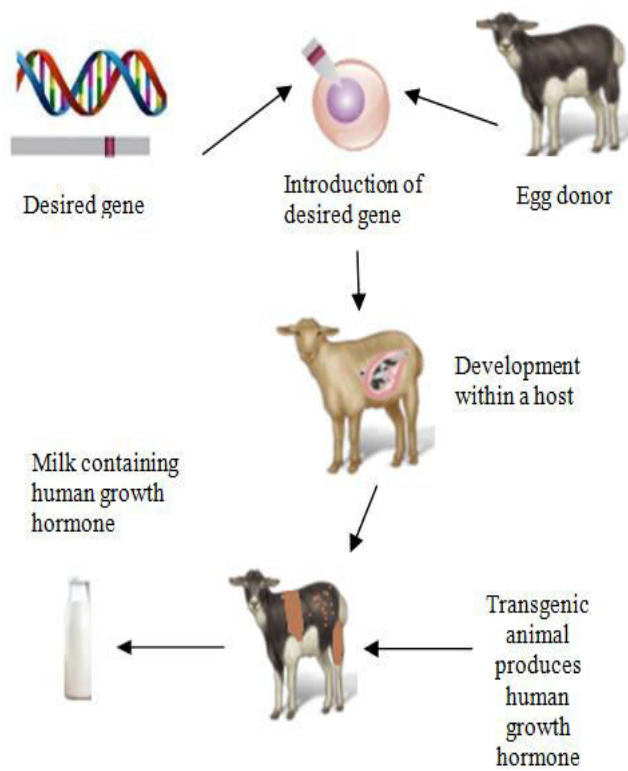 Desired gene
Introduction of
desired gene
Egg donor
Development
within a host
Milk containing
human growth
hormone
Transgenic
animal
produces
human
growth
hormone